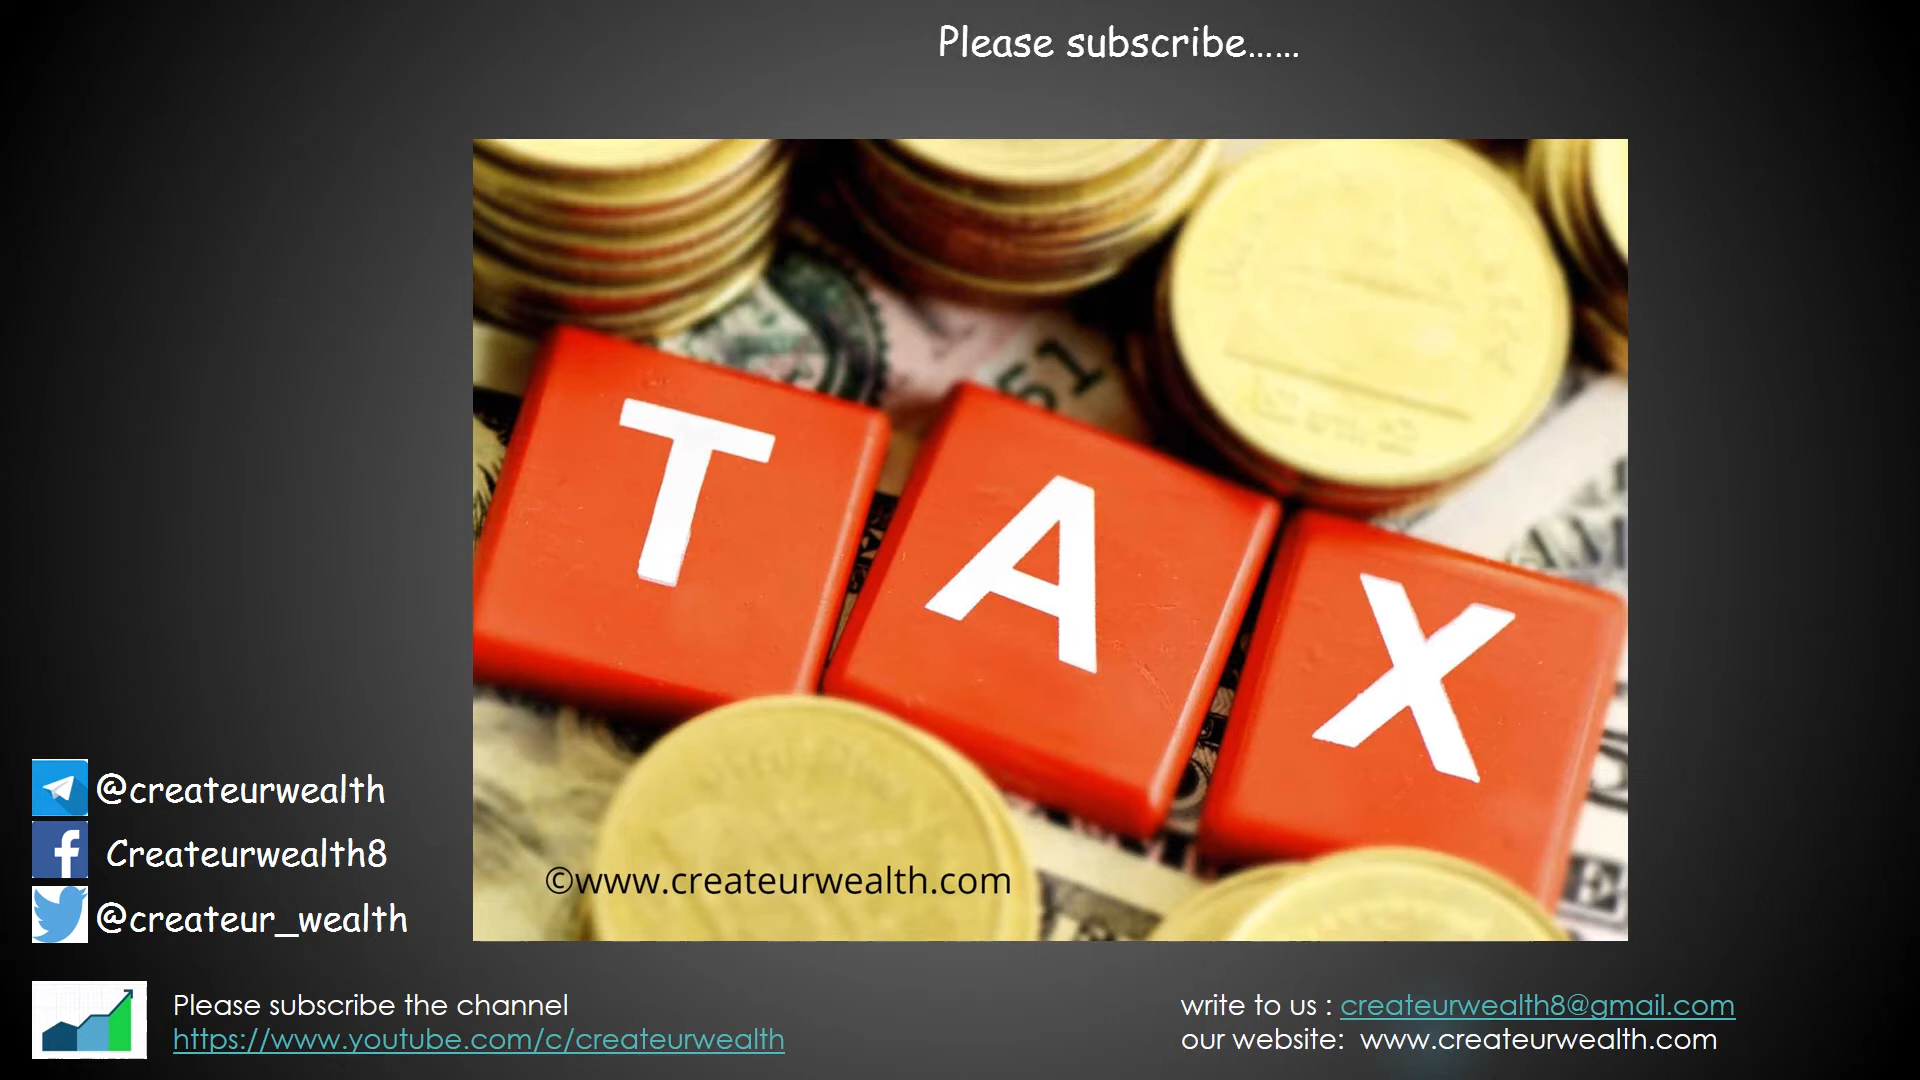 Please subscribe......
51
T A X
@createurwealth
Createurwealth8
©www.createurwealth.com
@createur_wealth
Please subscribe the channel
https://www.youtube.com/c/createurwealth
write to us : createurwealth8@gmail.com
our website: www.createurwealth.com